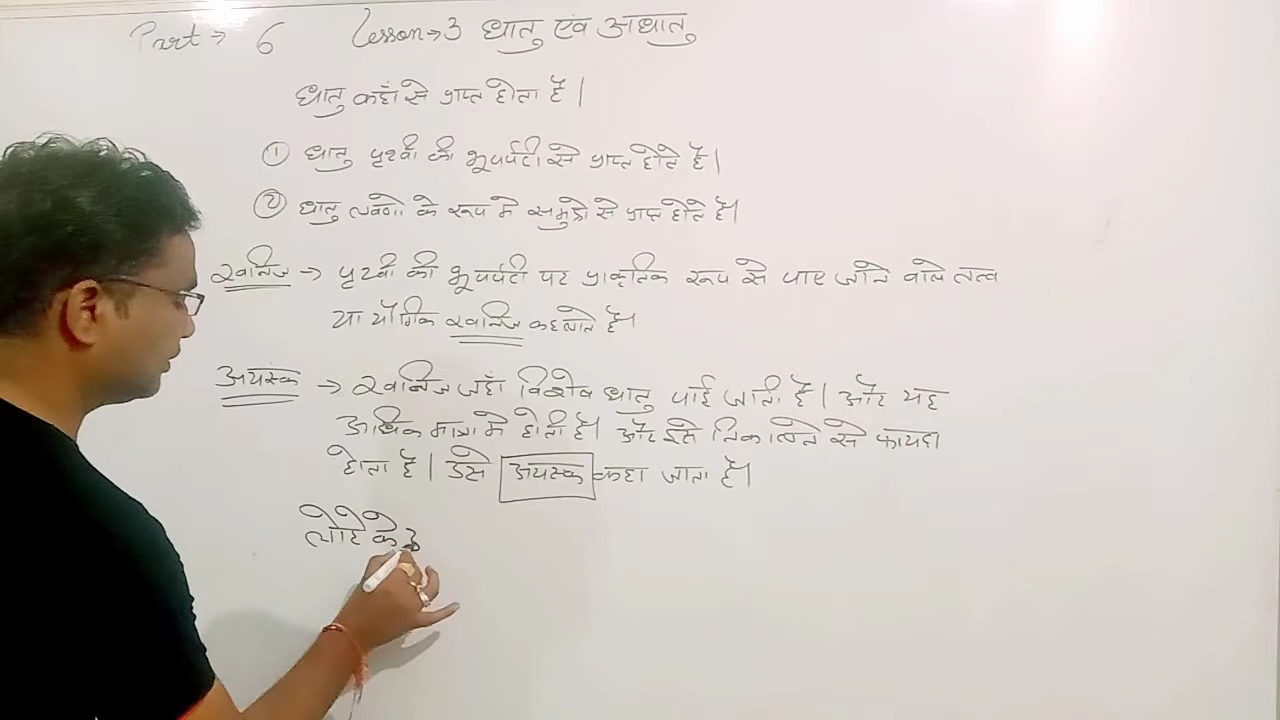 Part → 6 Lesson → 3 धातु एवं अधातु
धातु कहाँ से प्राप्त होता है।
① धातु पृथ्वी की भूपर्पटी से प्राप्त होते है।
② धातु लवणो के रूप मे समुद्रो से प्राप्त होते है।
खनिज → पृथ्वी की भूपर्पटी पर प्राकृतिक रूप से पाए जाने वाले तत्व
या यौगिक खनिज कहलाते है।
अयस्क → खनिज जहाँ विशेष धातु पाई जाती है। और यह
अधिक मात्रा मे होती है। और इसे निकालने से फायदा
होता है। उसे अयस्क कहा जाता है।
लोहे के